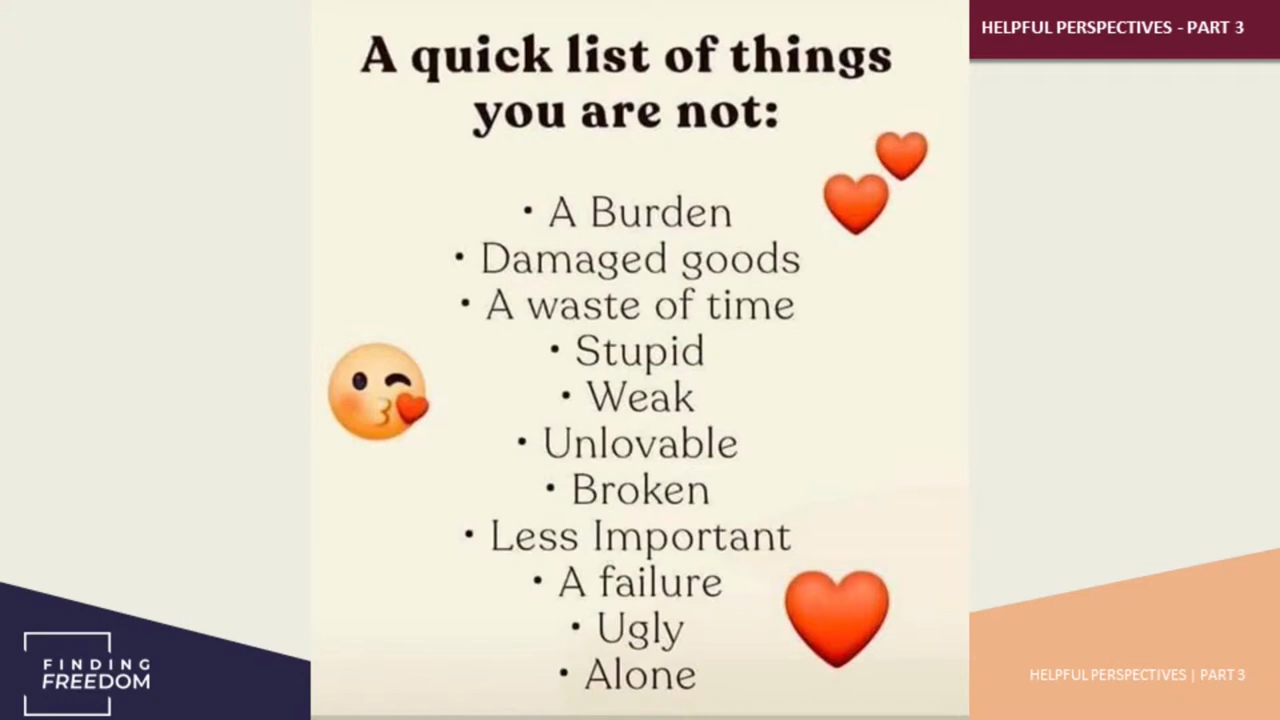 HELPFUL PERSPECTIVES - PART 3
A quick list of things
you are not:
• A Burden
• Damaged goods
• A waste of time
• Stupid
• Weak
• Unlovable
• Broken
• Less Important
• A failure
• Ugly
• Alone
FINDING
FREEDOM
HELPFUL PERSPECTIVES | PART 3